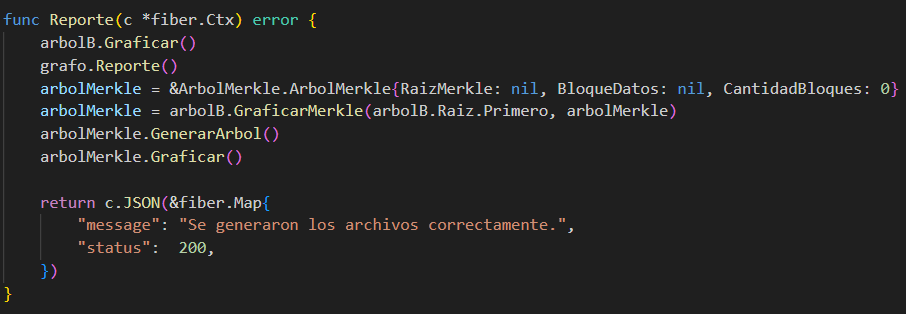 func Reporte(c *fiber.Ctx) error {
    arbolB.Graficar()
    grafo.Reporte()
    arbolMerkle = &ArbolMerkle.ArbolMerkle{RaizMerkle: nil, BloqueDatos: nil, CantidadBloques: 0}
    arbolMerkle = arbolB.GraficarMerkle(arbolB.Raiz.Primero, arbolMerkle)
    arbolMerkle.GenerarArbol()
    arbolMerkle.Graficar()

    return c.JSON(&fiber.Map{
        "message": "Se generaron los archivos correctamente.",
        "status":  200,
    })
}